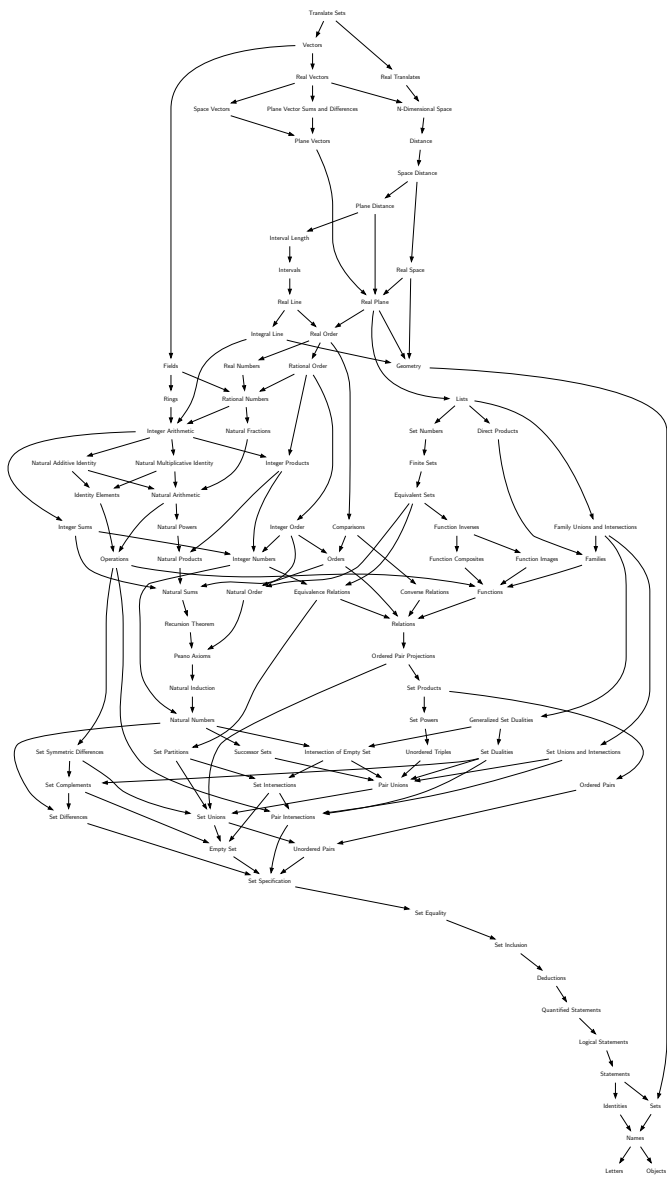 Translate Sets
Vectors
Real Vectors
Real Translates
Space Vectors
Plane Vector Sums and Differences
N-Dimensional Space
Plane Vectors
Distance
Space Distance
Plane Distance
Interval Length
Intervals
Real Space
Real Line
Real Plane
Integral Line
Real Order
Fields
Real Numbers
Rational Order
Geometry
Rings
Rational Numbers
Lists
Integer Arithmetic
Natural Fractions
Set Numbers
Direct Products
Natural Additive Identity
Natural Multiplicative Identity
Integer Products
Finite Sets
Identity Elements
Natural Arithmetic
Equivalent Sets
Integer Sums
Natural Powers
Integer Order
Comparisons
Function Inverses
Family Unions and Intersections
Operations
Natural Products
Integer Numbers
Orders
Function Composites
Function Images
Families
Natural Sums
Natural Order
Equivalence Relations
Converse Relations
Functions
Recursion Theorem
Relations
Peano Axioms
Ordered Pair Projections
Natural Induction
Set Products
Natural Numbers
Set Powers
Generalized Set Dualities
Set Symmetric Differences
Set Partitions
Successor Sets
Intersection of Empty Set
Unordered Triples
Set Dualities
Set Unions and Intersections
Set Complements
Set Intersections
Pair Unions
Ordered Pairs
Set Differences
Set Unions
Pair Intersections
Empty Set
Unordered Pairs
Set Specification
Set Equality
Set Inclusion
Deductions
Quantified Statements
Logical Statements
Statements
Identities
Sets
Names
Letters
Objects